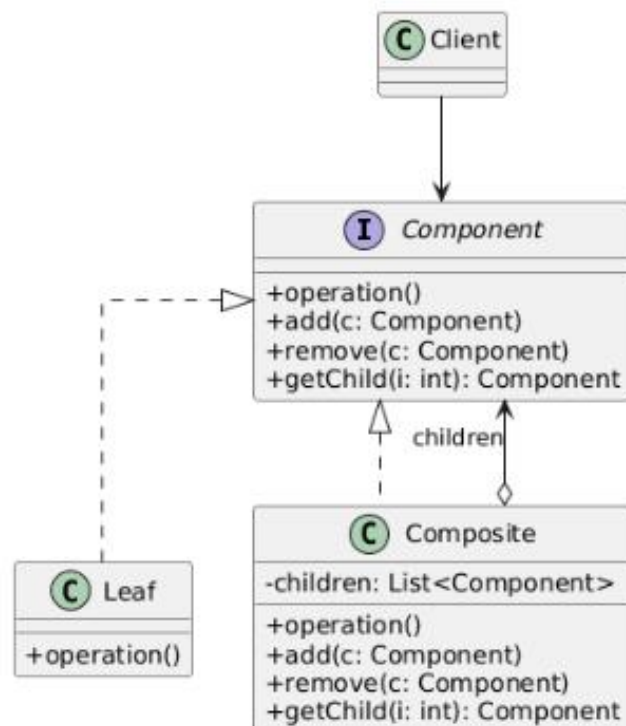 C Client
I Component
+operation()
+add(c: Component)
+remove(c: Component)
+getChild(i: int): Component
children
C Composite
-children: List<Component>
+operation()
+add(c: Component)
+remove(c: Component)
+getChild(i: int): Component
C Leaf
+operation()